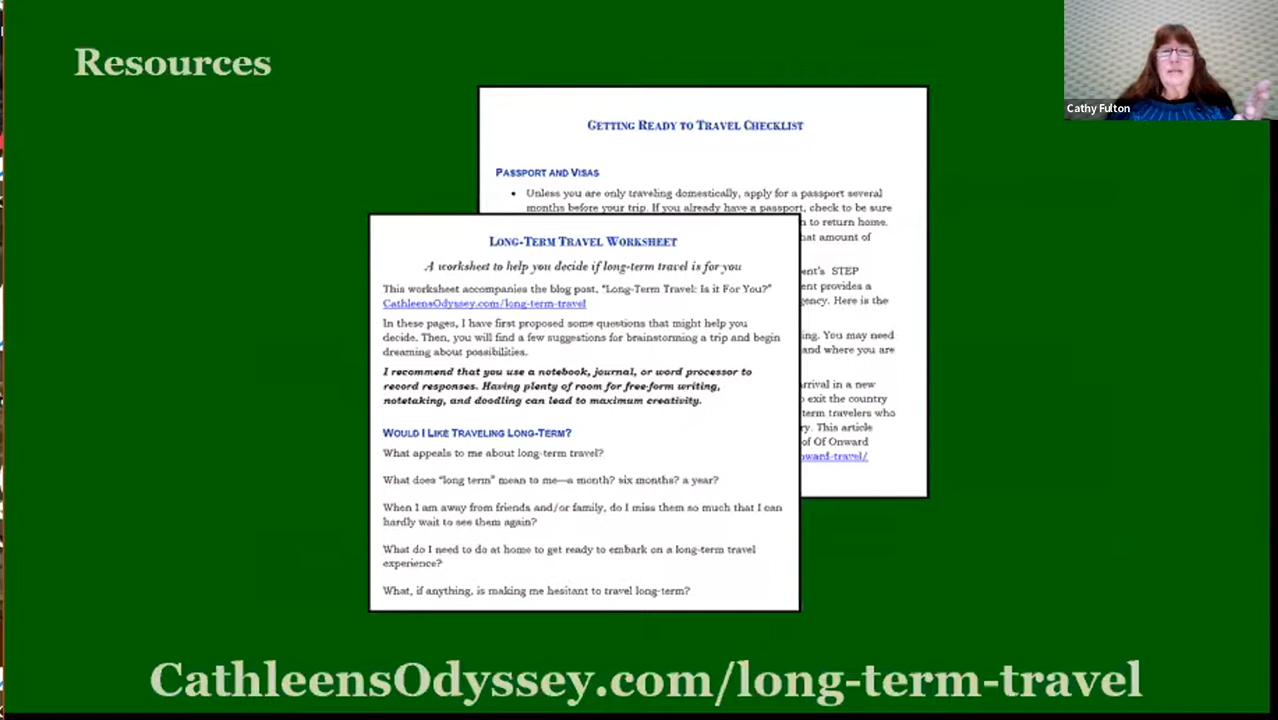 Resources
Cathy Fulton
GETTING READY TO TRAVEL CHECKLIST
PASSPORT AND VISAS
• Unless you are only traveling domestically, apply for a passport several
months before your trip. If you already have a passport, check to be sure
n to return home.
hat amount of
ent's STEP
ent provides a
gency. Here is the
ing. You may need
and where you are
arrival in a new
o exit the country
term travelers who
ry. This article
of Of Onward
nward-travel/
LONG-TERM TRAVEL WORKSHEET
A worksheet to help you decide if long-term travel is for you
This worksheet accompanies the blog post, "Long-Term Travel: Is it For You?"
CathleensOdyssey.com/long-term-travel
In these pages, I have first proposed some questions that might help you
decide. Then, you will find a few suggestions for brainstorming a trip and begin
dreaming about possibilities.
I recommend that you use a notebook, journal, or word processor to
record responses. Having plenty of room for free-form writing,
notetaking, and doodling can lead to maximum creativity.
WOULD I LIKE TRAVELING LONG-TERM?
What appeals to me about long-term travel?
What does "long term" mean to me—a month? six months? a year?
When I am away from friends and/or family, do I miss them so much that I can
hardly wait to see them again?
What do I need to do at home to get ready to embark on a long-term travel
experience?
What, if anything, is making me hesitant to travel long-term?
CathleensOdyssey.com/long-term-travel